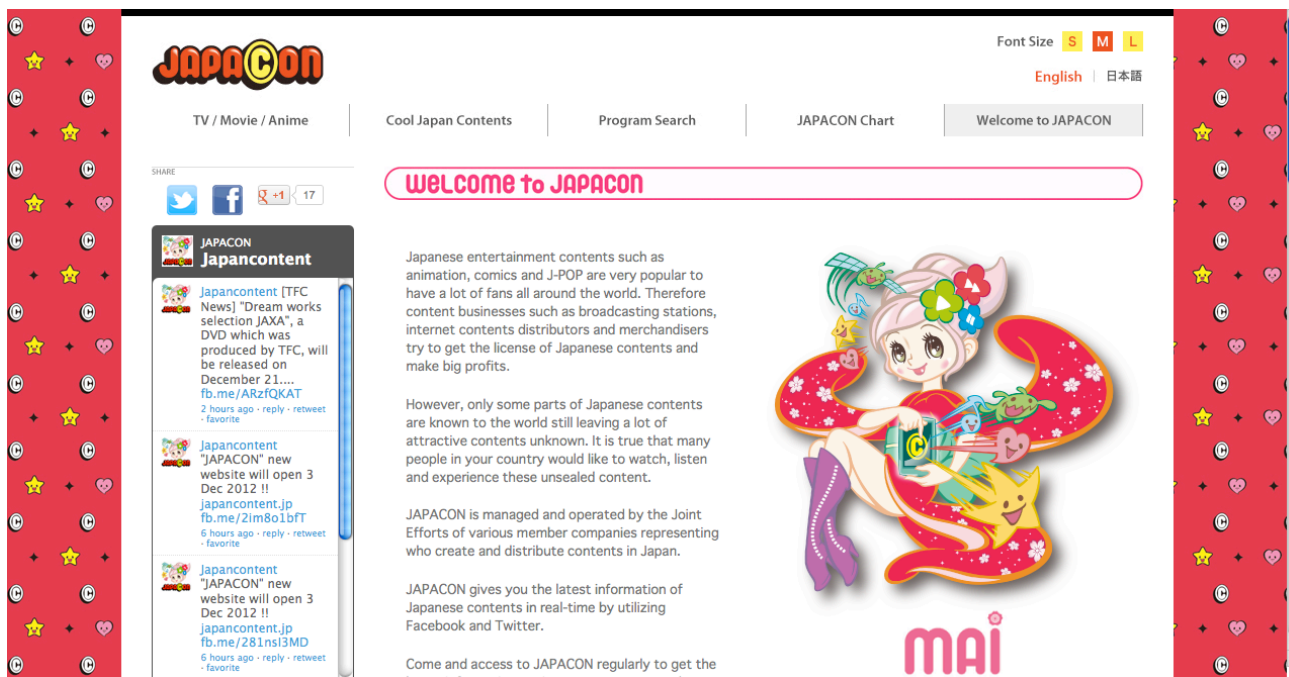 JAPACON
Font Size S M L
English | 日本語
TV / Movie / Anime
Cool Japan Contents
Program Search
JAPACON Chart
Welcome to JAPACON
SHARE
g +1 17
JAPACON
Japancontent
Japancontent [TFC
News] "Dream works
selection JAXA", a
DVD which was
produced by TFC, will
be released on
December 21....
fb.me/ARzfQKAT
2 hours ago · reply · retweet
· favorite
Japancontent
"JAPACON" new
website will open 3
Dec 2012 !!
japancontent.jp
fb.me/2im8o1bfT
6 hours ago · reply · retweet
· favorite
Japancontent
"JAPACON" new
website will open 3
Dec 2012 !!
japancontent.jp
fb.me/281nsI3MD
6 hours ago · reply · retweet
· favorite
WELCOME to JAPACON
Japanese entertainment contents such as
animation, comics and J-POP are very popular to
have a lot of fans all around the world. Therefore
content businesses such as broadcasting stations,
internet contents distributors and merchandisers
try to get the license of Japanese contents and
make big profits.
However, only some parts of Japanese contents
are known to the world still leaving a lot of
attractive contents unknown. It is true that many
people in your country would like to watch, listen
and experience these unsealed content.
JAPACON is managed and operated by the Joint
Efforts of various member companies representing
who create and distribute contents in Japan.
JAPACON gives you the latest information of
Japanese contents in real-time by utilizing
Facebook and Twitter.
Come and access to JAPACON regularly to get the
MAI